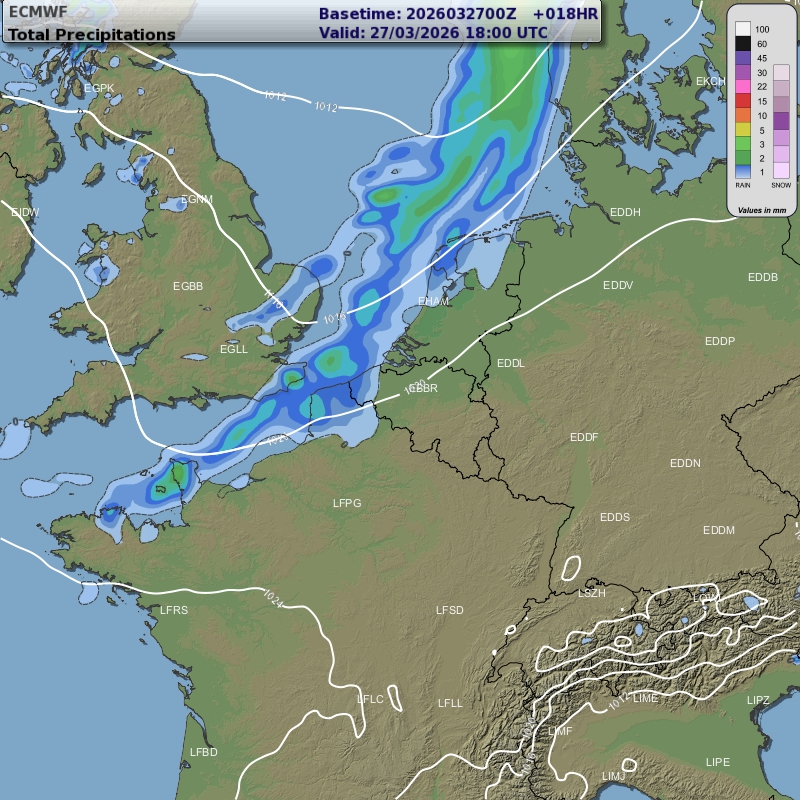 ECMWF
Basetime: 2026032700Z +018HR
Total Precipitations
Valid: 27/03/2026 18:00 UTC
100
60
45
30
22
15
10
5
3
2
1
RAIN
SNOW
Values in mm
EGPK
EKCH
1012
1012
EGNM
EIDW
EDDH
EGBB
EDDV
EDDB
EHAM
1016
1016
EGLL
EDDP
EDDL
1020
EBBR
1020
EDDF
EDDN
LFPG
EDDS
EDDM
1024
LFRS
LFSD
LSZH
LFLC
LFLL
1012
LIME
LIPZ
LIMF
LFBD
LIPE
LIMJ